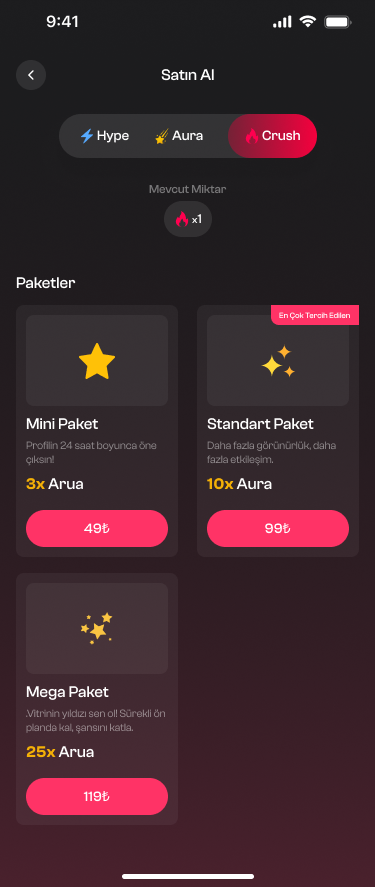 9:41
Satın Al
Hype
Aura
Crush
Mevcut Miktar
x1
Paketler
Mini Paket
Profilin 24 saat boyunca öne
çıksın!
3x Arua
49₺
En Çok Tercih Edilen
Standart Paket
Daha fazla görünürlük, daha
fazla etkileşim.
10x Aura
99₺
Mega Paket
.Vitrinin yıldızı sen ol! Sürekli ön
planda kal, şansını katla.
25x Arua
119₺